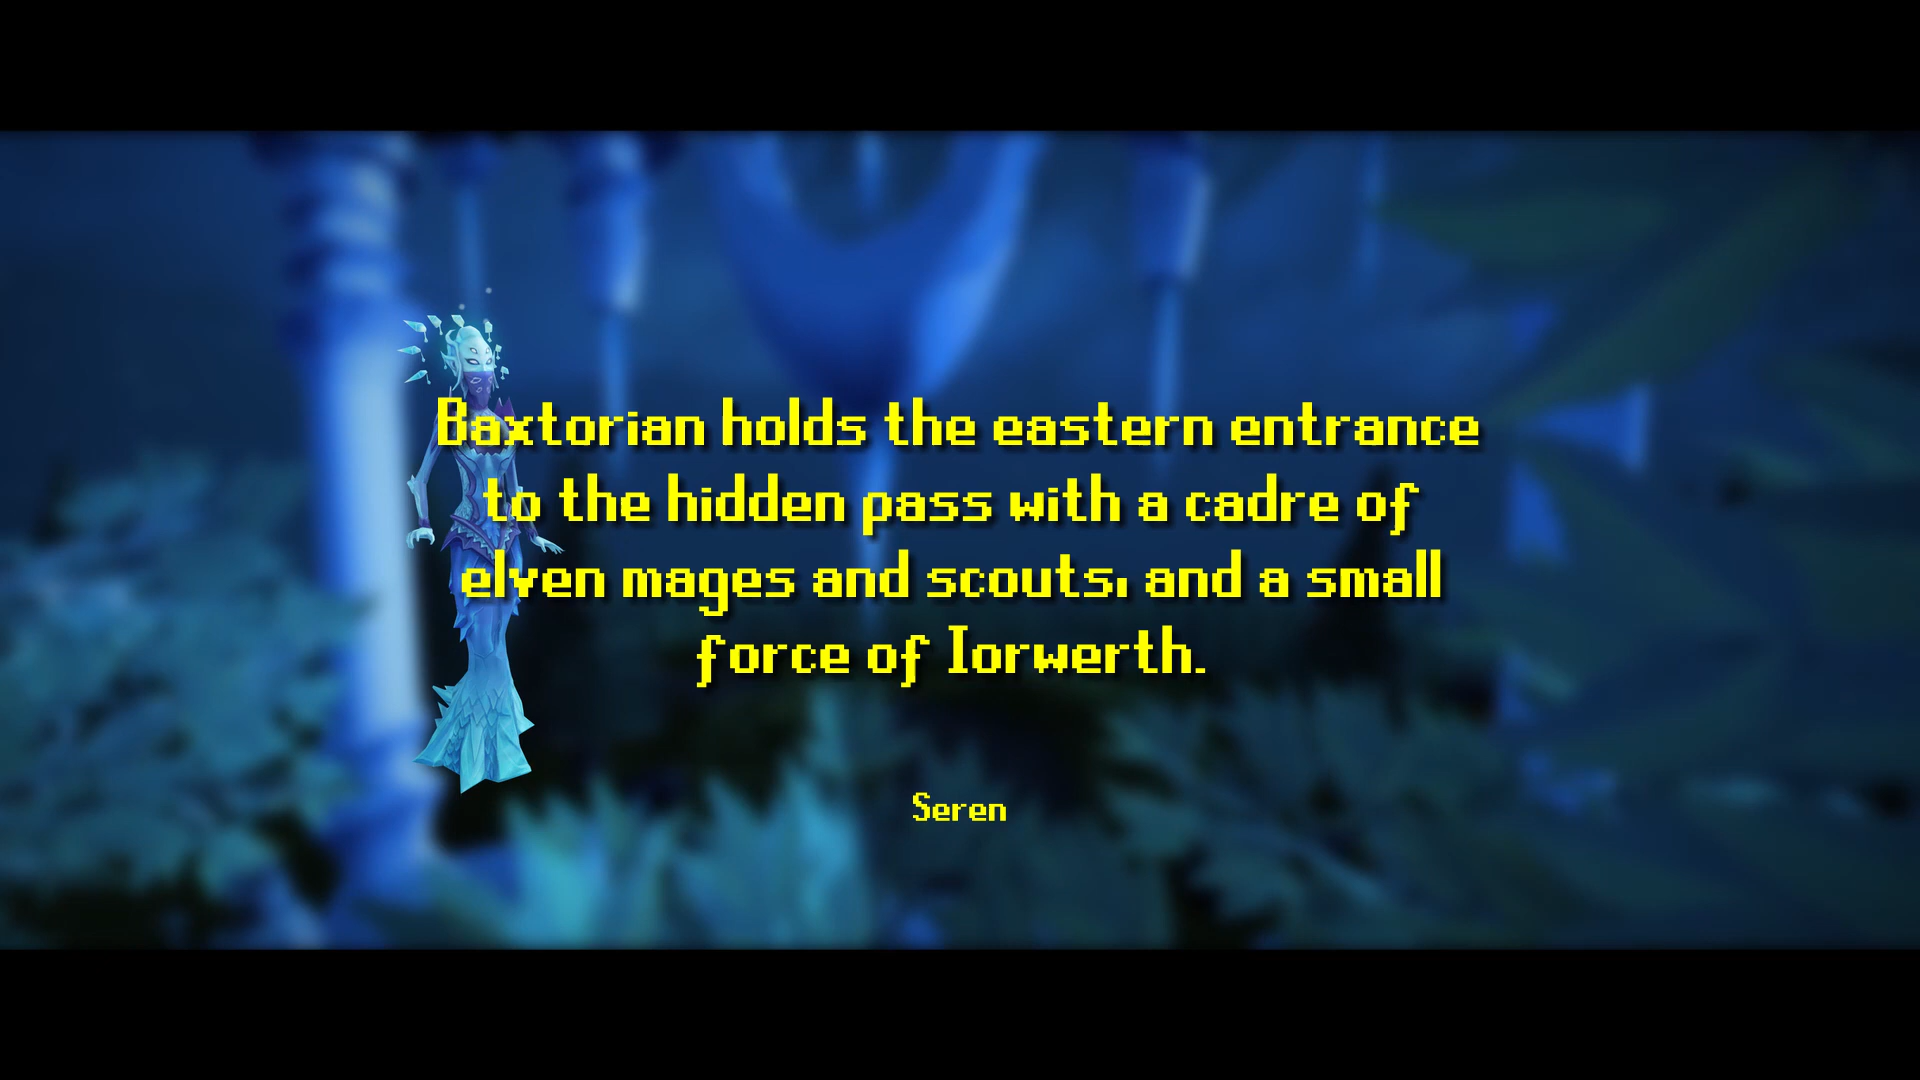 Baxtorian holds the eastern entrance
to the hidden pass with a cadre of
elven mages and scouts, and a small
force of Iorwerth.
Seren